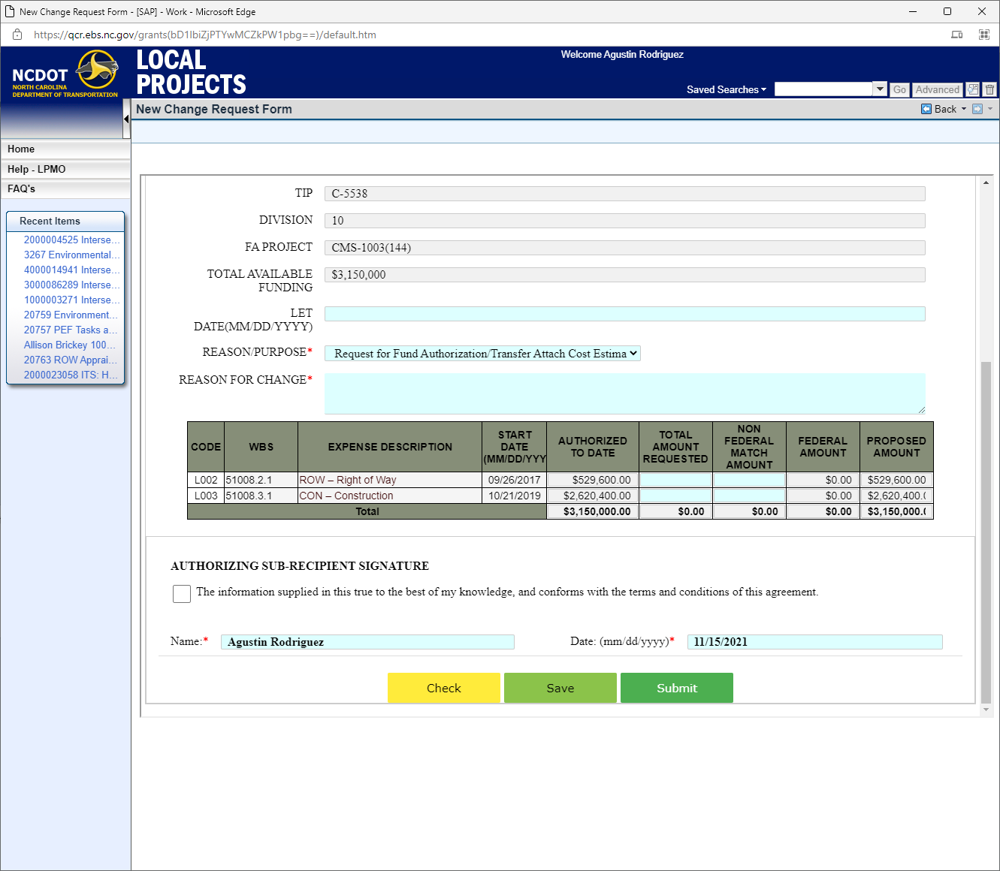 New Change Request Form - [SAP] - Work - Microsoft Edge
https://qcr.ebs.nc.gov/grants(bD1lbiZjPTYwMCZkPW1pbg==)/default.htm
NCDOT
NORTH CAROLINA
DEPARTMENT OF TRANSPORTATION
LOCAL
PROJECTS
Welcome Agustin Rodriguez
Saved Searches
Go
Advanced
New Change Request Form
Back
Home
Help - LPMO
FAQ's
Recent Items
2000004525 Interse...
3267 Environmental...
4000014941 Interse...
3000086289 Interse...
1000003271 Interse...
20759 Environment...
20757 PEF Tasks a...
Allison Brickey 100...
20763 ROW Apprai...
2000023058 ITS: H...
TIP C-5538
DIVISION 10
FA PROJECT CMS-1003(144)
TOTAL AVAILABLE
FUNDING
$3,150,000
LET
DATE(MM/DD/YYYY)
REASON/PURPOSE* Request for Fund Authorization/Transfer Attach Cost Estima
REASON FOR CHANGE*
CODE
WBS
EXPENSE DESCRIPTION
START
DATE
(MM/DD/YYY
AUTHORIZED
TO DATE
TOTAL
AMOUNT
REQUESTED
NON
FEDERAL
MATCH
AMOUNT
FEDERAL
AMOUNT
PROPOSED
AMOUNT
L002 51008.2.1 ROW – Right of Way 09/26/2017 $529,600.00 $0.00 $529,600.00
L003 51008.3.1 CON – Construction 10/21/2019 $2,620,400.00 $0.00 $2,620,400.(
Total $3,150,000.00 $0.00 $0.00 $0.00 $3,150,000.(
AUTHORIZING SUB-RECIPIENT SIGNATURE
The information supplied in this true to the best of my knowledge, and conforms with the terms and conditions of this agreement.
Name:* Agustin Rodriguez Date: (mm/dd/yyyy)* 11/15/2021
Check Save Submit